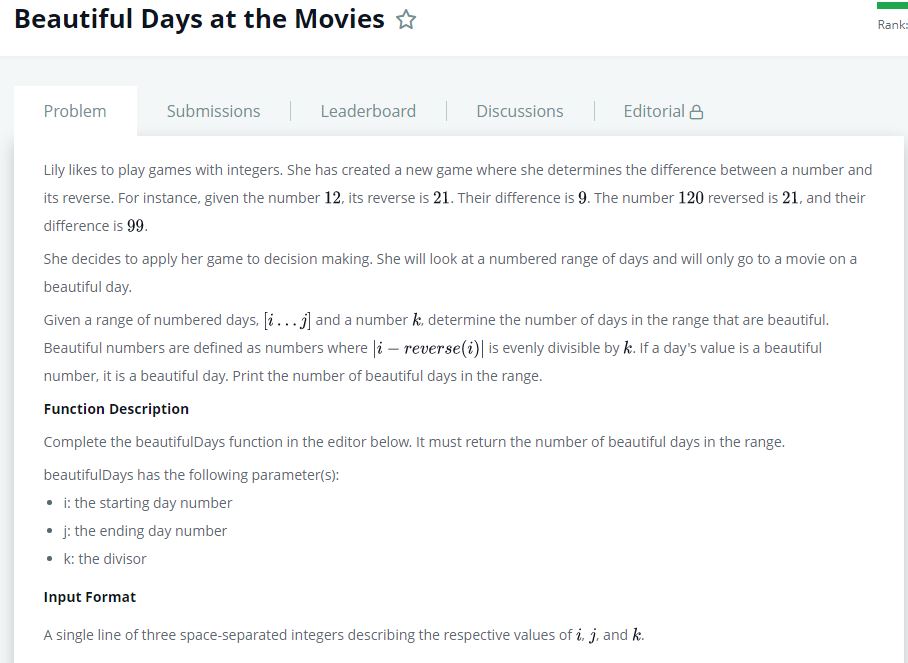 Beautiful Days at the Movies
Rank:
Problem
Submissions
Leaderboard
Discussions
Editorial
Lily likes to play games with integers. She has created a new game where she determines the difference between a number and
its reverse. For instance, given the number 12, its reverse is 21. Their difference is 9. The number 120 reversed is 21, and their
difference is 99.
She decides to apply her game to decision making. She will look at a numbered range of days and will only go to a movie on a
beautiful day.
Given a range of numbered days, [i . . . j] and a number k, determine the number of days in the range that are beautiful.
Beautiful numbers are defined as numbers where |i − reverse(i)| is evenly divisible by k. If a day's value is a beautiful
number, it is a beautiful day. Print the number of beautiful days in the range.
Function Description
Complete the beautifulDays function in the editor below. It must return the number of beautiful days in the range.
beautifulDays has the following parameter(s):
• i: the starting day number
• j: the ending day number
• k: the divisor
Input Format
A single line of three space-separated integers describing the respective values of i, j, and k.